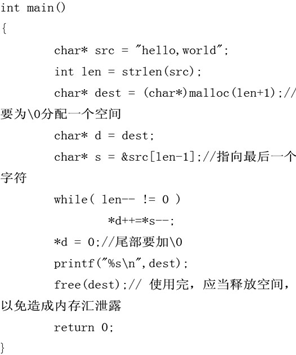 int main()
{
char* src = "hello,world";
int len = strlen(src);
char* dest = (char*)malloc(len+1);//
要为\0分配一个空间
char* d = dest;
char* s = &src[len-1];//指向最后一个
字符
while( len-- != 0 )
*d++=*s--;
*d = 0;//尾部要加\0
printf("%s\n",dest);
free(dest);// 使用完，应当释放空间，
以免造成内存汇泄露
return 0;
}